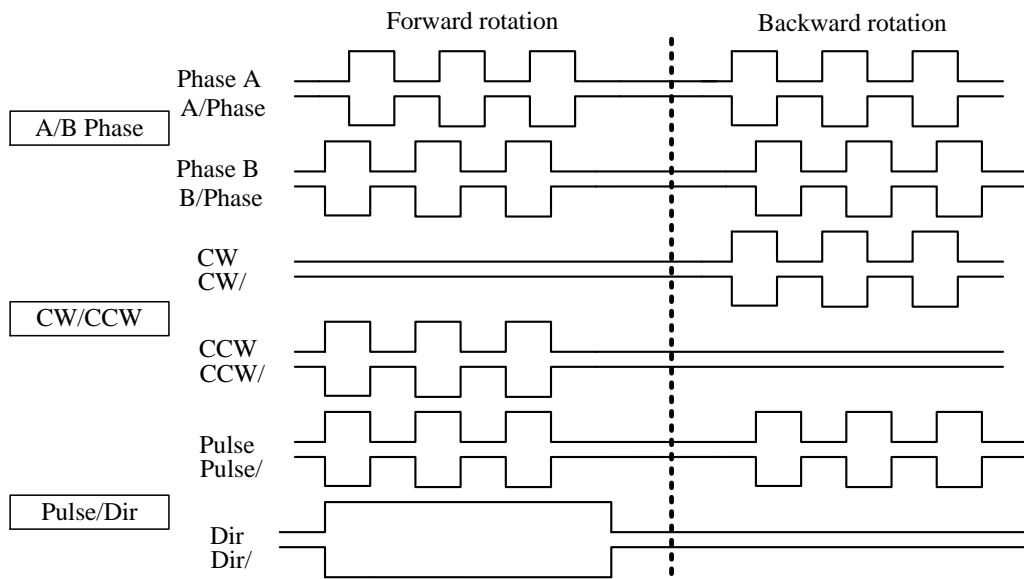 Forward rotation
Backward rotation
Phase A
A/Phase
A/B Phase
Phase B
B/Phase
CW
CW/
CW/CCW
CCW
CCW/
Pulse
Pulse/
Pulse/Dir
Dir
Dir/